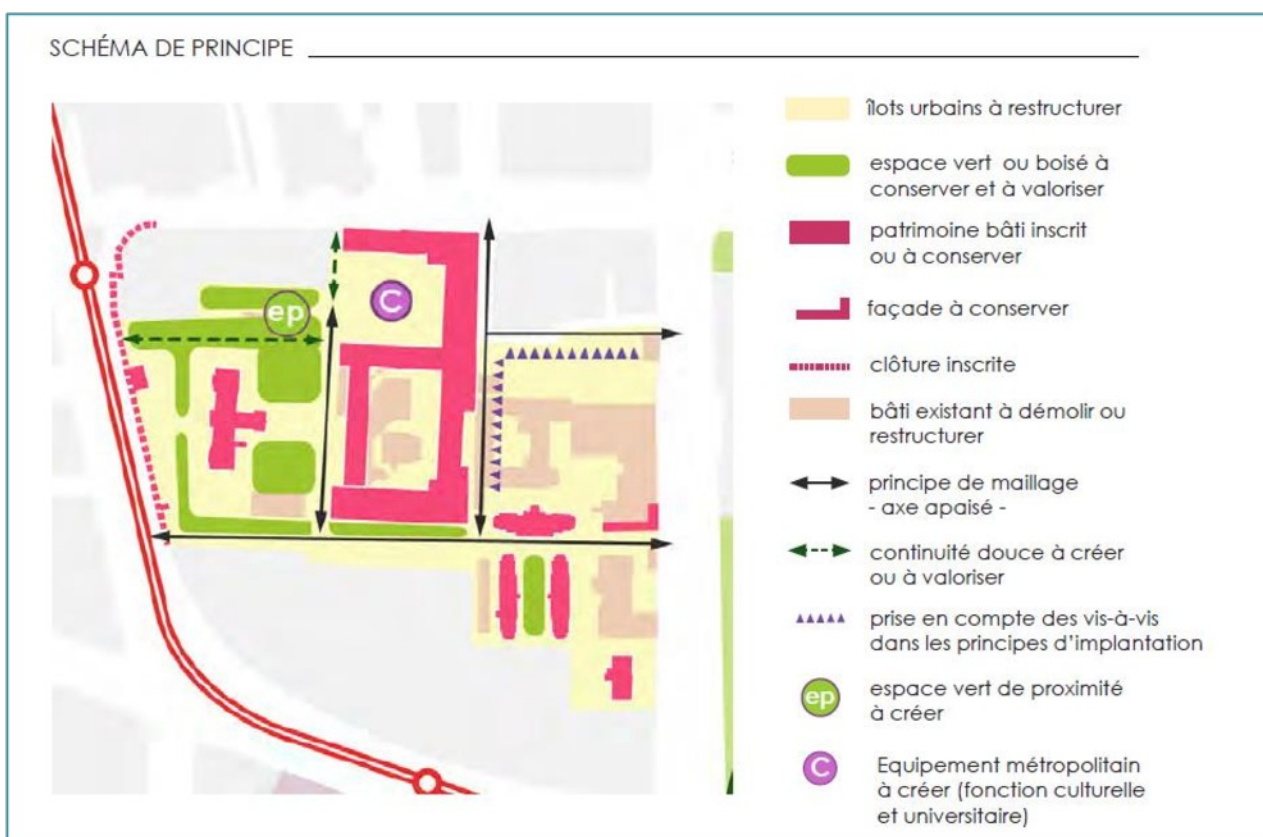 SCHÉMA DE PRINCIPE
ep
C
îlots urbains à restructurer
espace vert ou boisé à
conserver et à valoriser
patrimoine bâti inscrit
ou à conserver
façade à conserver
clôture inscrite
bâti existant à démolir ou
restructurer
principe de maillage
- axe apaisé -
continuité douce à créer
ou à valoriser
prise en compte des vis-à-vis
dans les principes d'implantation
ep
espace vert de proximité
à créer
C
Equipement métropolitain
à créer (fonction culturelle
et universitaire)